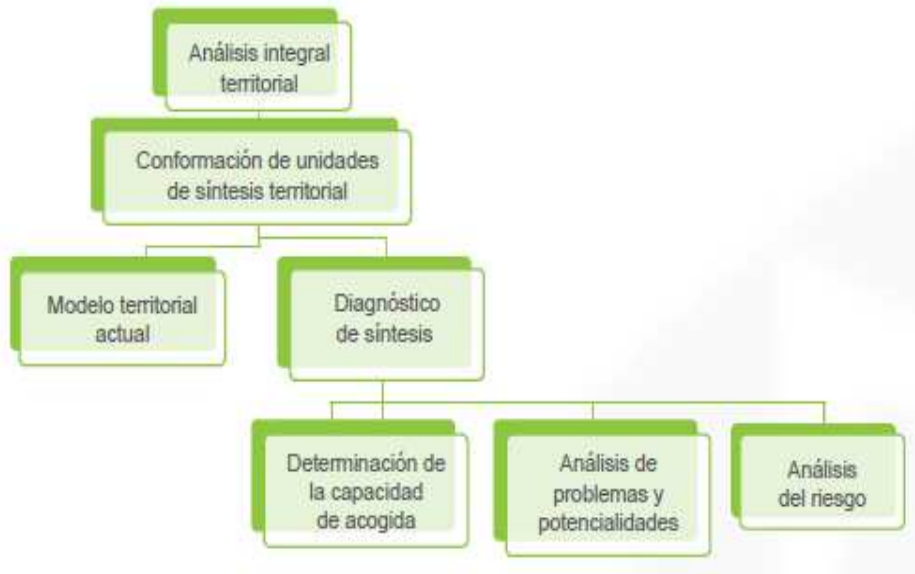 Análisis integral
territorial
Conformación de unidades
de síntesis territorial
Modelo territorial
actual
Diagnóstico
de síntesis
Determinación de
la capacidad
de acogida
Análisis de
problemas y
potencialidades
Análisis
del riesgo